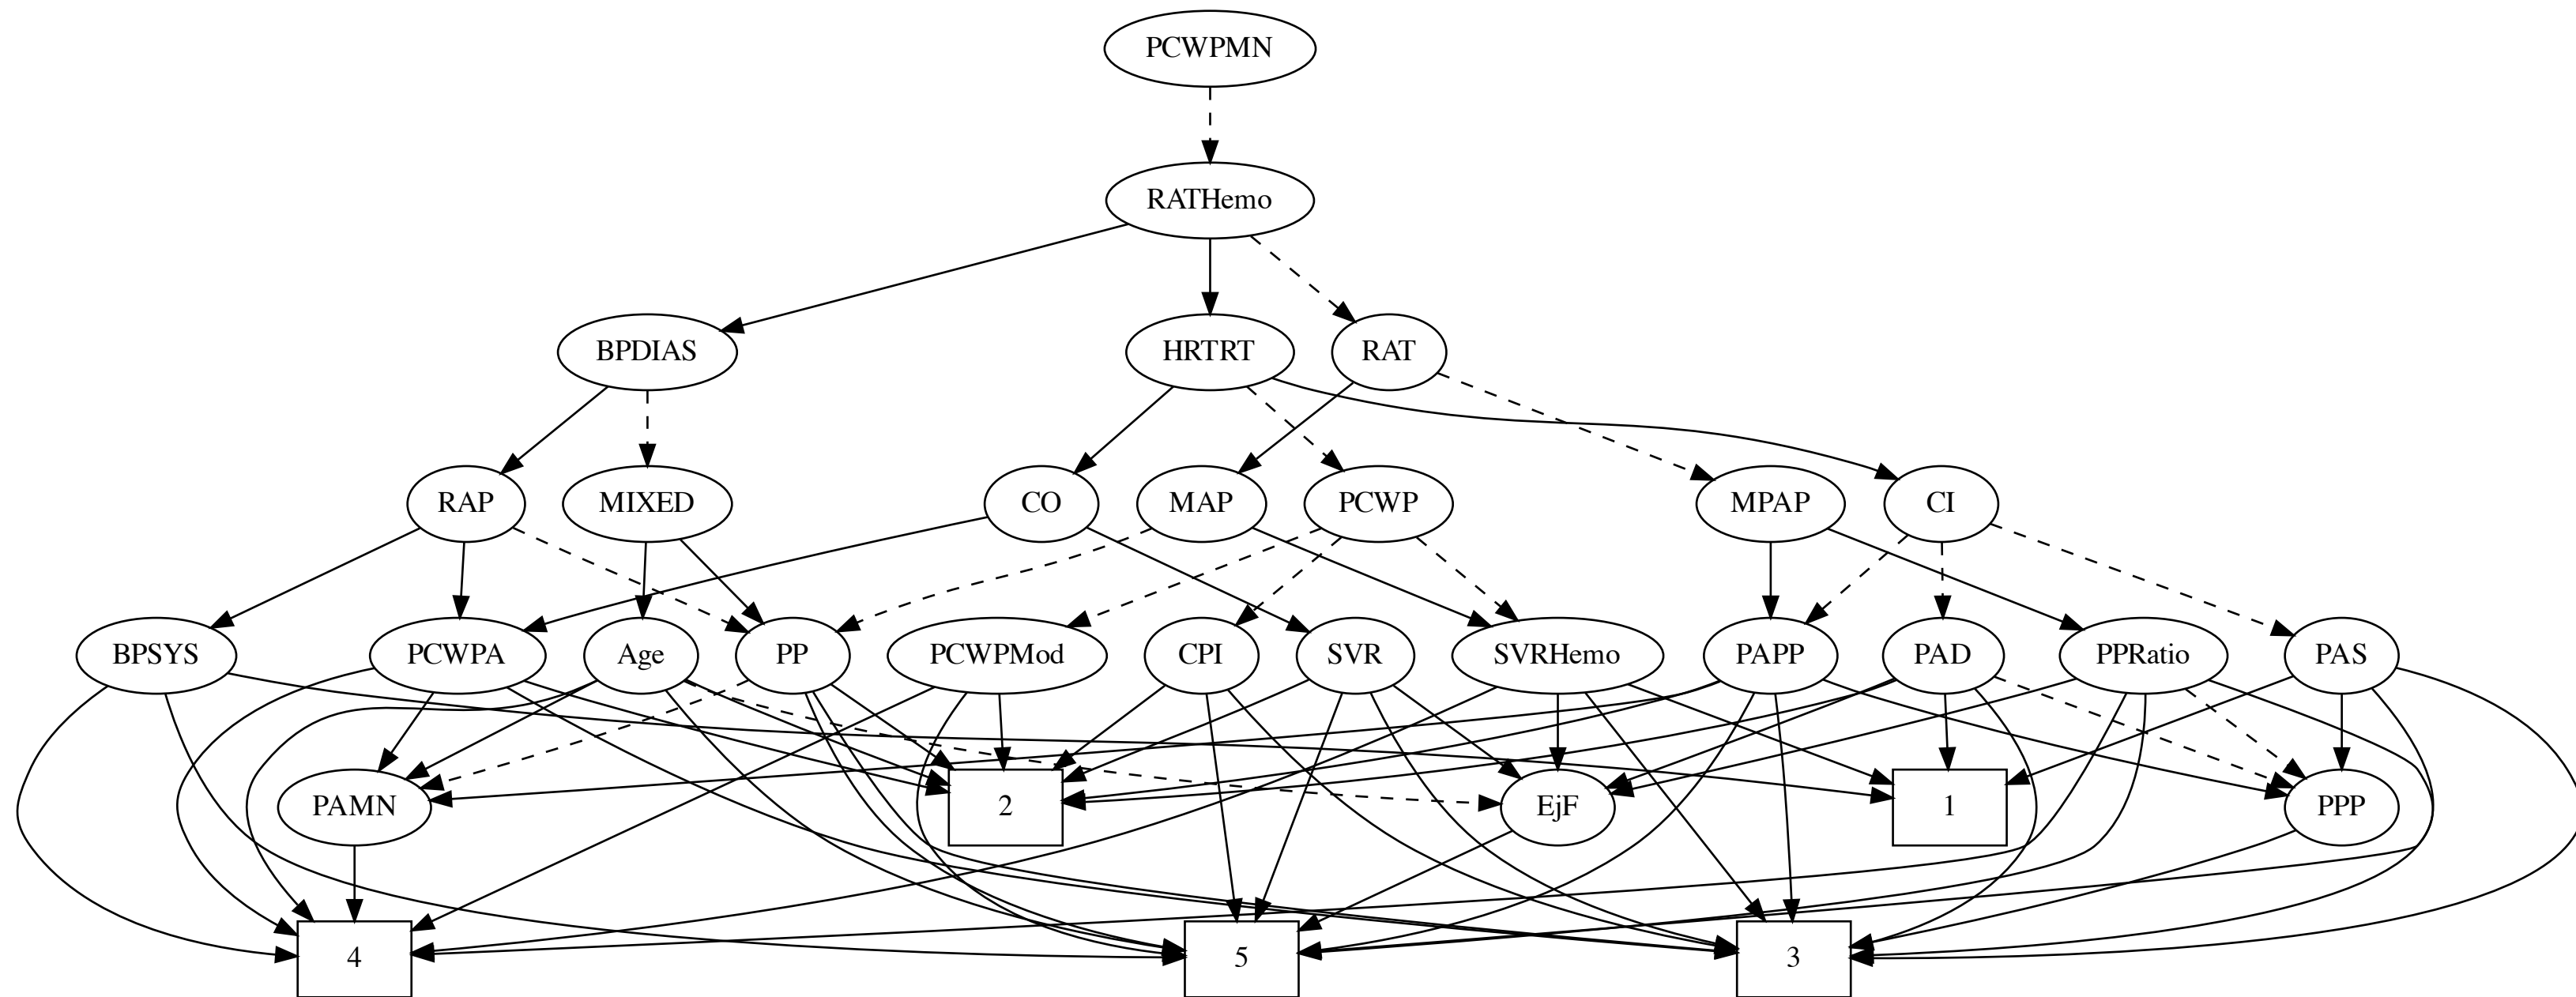 PCWPMN
RATHemo
BPDIAS
HRTRT
RAT
RAP
MIXED
CO
MAP
PCWP
MPAP
CI
BPSYS
PCWPA
Age
PP
PCWPMod
CPI
SVR
SVRHemo
PAPP
PAD
PPRatio
PAS
PAMN
2
EjF
1
PPP
4
5
3